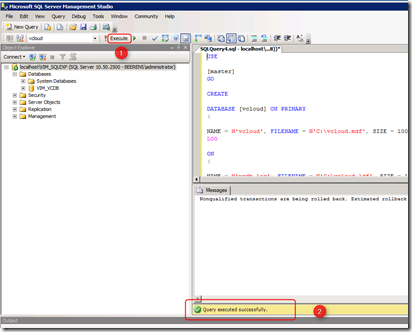 Microsoft SQL Server Management Studio
File Edit View Query Debug Tools Window Community Help
New Query
vcloud Execute
1
Object Explorer
Connect
localhost\VIM_SQLEXP (SQL Server 10.50.2500 - BEERENS\administrator)
Databases
System Databases
VIM_VCDB
Security
Server Objects
Replication
Management
SQLQuery4.sql - localhost\...
USE
[master]
GO
CREATE
DATABASE [vcloud] ON PRIMARY
(
NAME = N'vcloud', FILENAME = N'C:\vcloud.mdf', SIZE = 100
LOG
ON
(
Messages
Nonqualified transactions are being rolled back. Estimated rollback
Query executed successfully.
2
Output